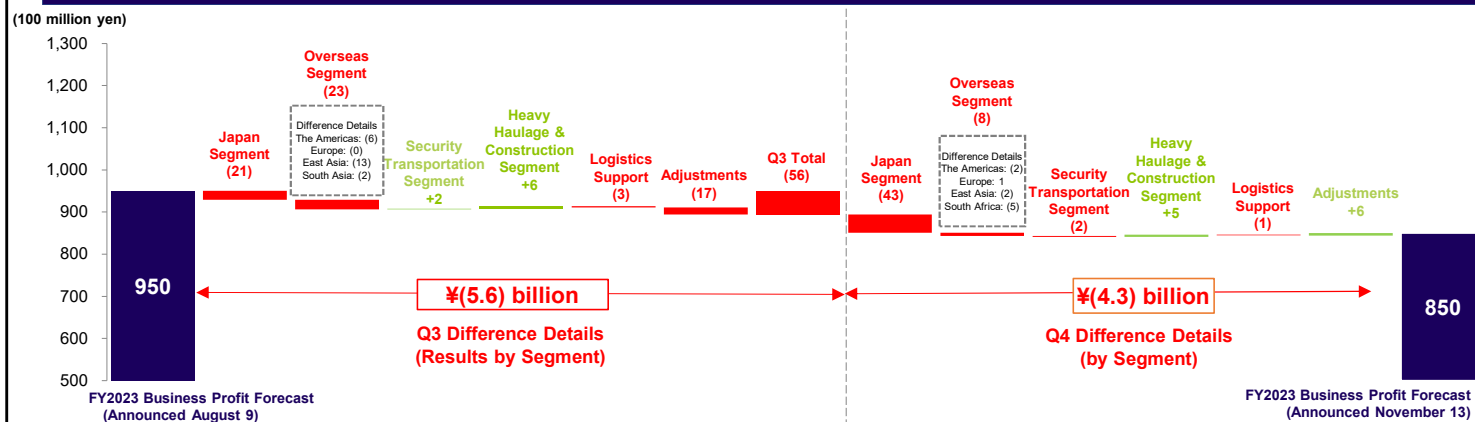 (100 million yen)
1,300
1,200
1,100
1,000
900
800
700
600
500
950
FY2023 Business Profit Forecast
(Announced August 9)
Japan
Segment
(21)
Overseas
Segment
(23)
Difference Details
The Americas: (6)
Europe: (0)
East Asia: (13)
South Asia: (2)
Security
Transportation
Segment
+2
Heavy
Haulage &
Construction
Segment
+6
Logistics
Support
(3)
Adjustments
(17)
Q3 Total
(56)
¥(5.6) billion
Q3 Difference Details
(Results by Segment)
Japan
Segment
(43)
Overseas
Segment
(8)
Difference Details
The Americas: (2)
Europe: 1
East Asia: (2)
South Africa: (5)
Security
Transportation
Segment
(2)
Heavy
Haulage &
Construction
Segment
+5
Logistics
Support
(1)
Adjustments
+6
¥(4.3) billion
Q4 Difference Details
(by Segment)
850
FY2023 Business Profit Forecast
(Announced November 13)